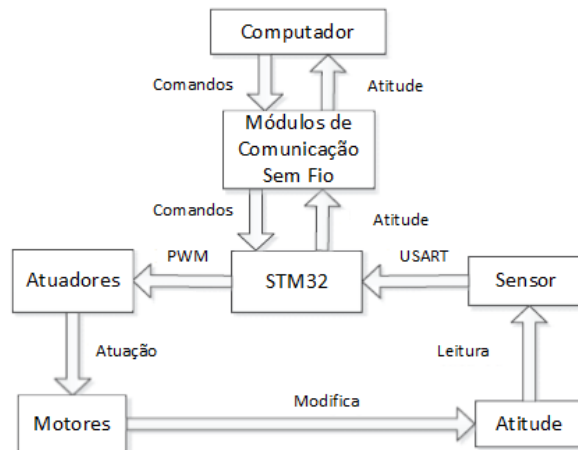 Computador
Comandos
Atitude
Módulos de
Comunicação
Sem Fio
Comandos
Atitude
Atuadores
PWM
STM32
USART
Sensor
Atuação
Leitura
Motores
Modifica
Atitude